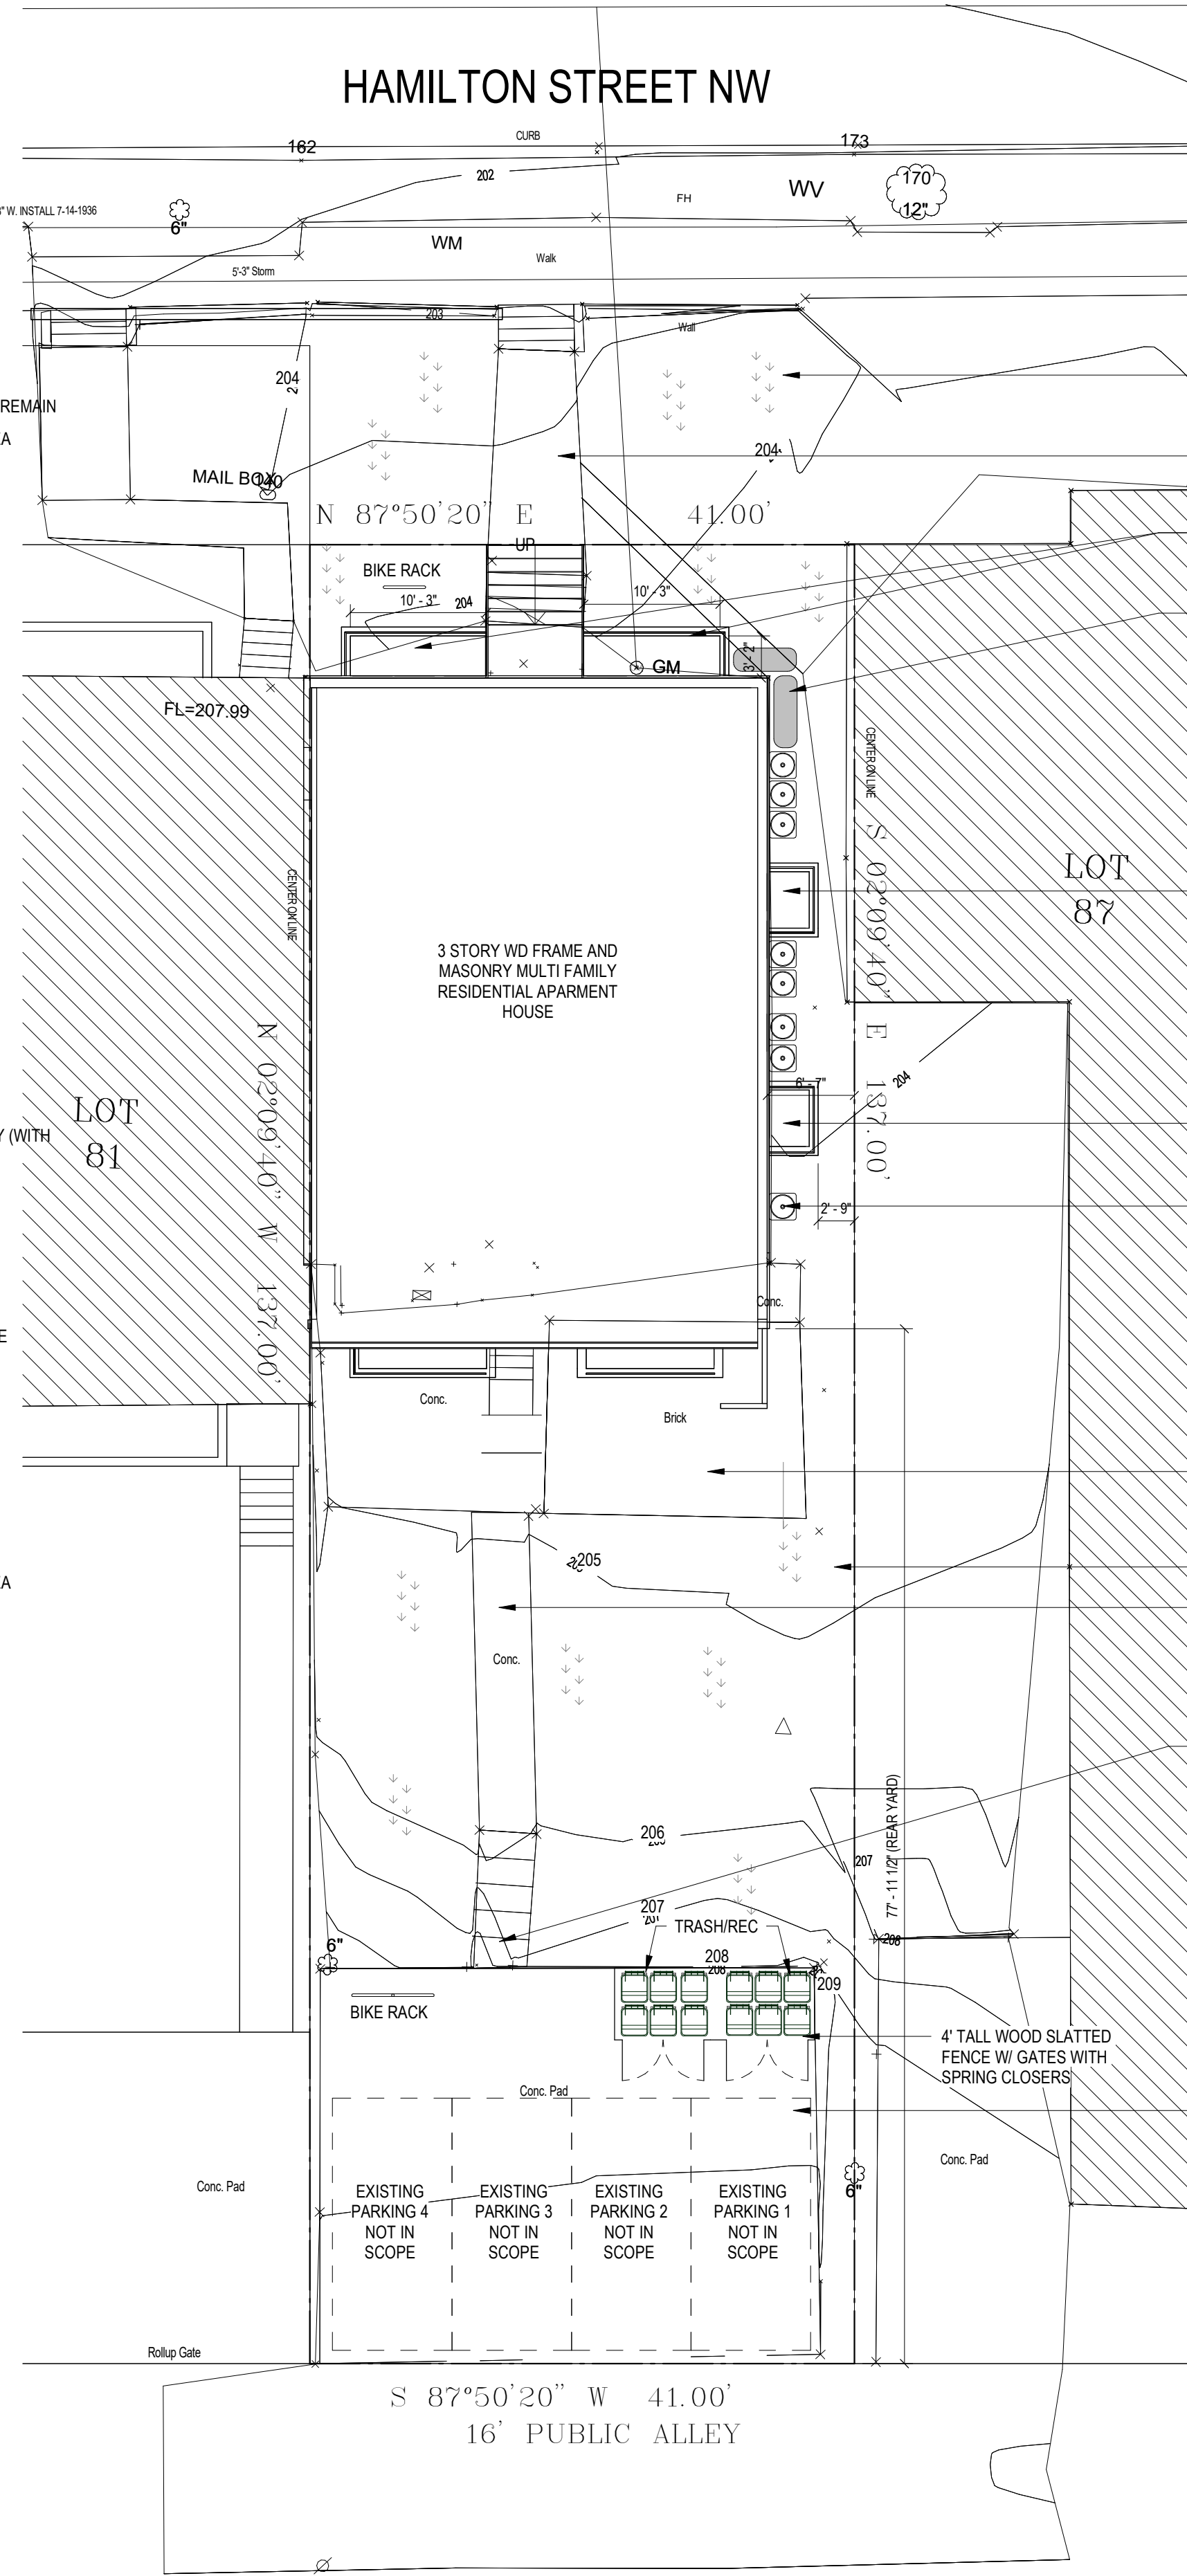 HAMILTON STREET NW
CURB
162
173
202
170
12"
WV
FH
" W. INSTALL 7-14-1936
6"
WM
Walk
5'-3" Storm
203
Wall
204
REMAIN
A
204
MAIL BOX
140
N 87°50'20" E 41.00'
UP
BIKE RACK
10' - 3"
204
10' - 3"
3' - 2"
GM
FL=207.99
CENTER ON LINE
S 02°09'40" E 137.00'
LOT
87
CENTER ON LINE
3 STORY WD FRAME AND
MASONRY MULTI FAMILY
RESIDENTIAL APARMENT
HOUSE
N 02°09'40" W 137.00'
204
6' - 7"
LOT
81
Y (WITH
2' - 9"
Conc.
E
Conc.
Brick
205
A
Conc.
77' - 11 1/2" (REAR YARD)
206
207
207
TRASH/REC
208
6"
208
208
209
BIKE RACK
4' TALL WOOD SLATTED
FENCE W/ GATES WITH
SPRING CLOSERS
Conc. Pad
Conc. Pad
Conc. Pad
6"
EXISTING
PARKING 4
NOT IN
SCOPE
EXISTING
PARKING 3
NOT IN
SCOPE
EXISTING
PARKING 2
NOT IN
SCOPE
EXISTING
PARKING 1
NOT IN
SCOPE
Rollup Gate
S 87°50'20" W 41.00'
16' PUBLIC ALLEY